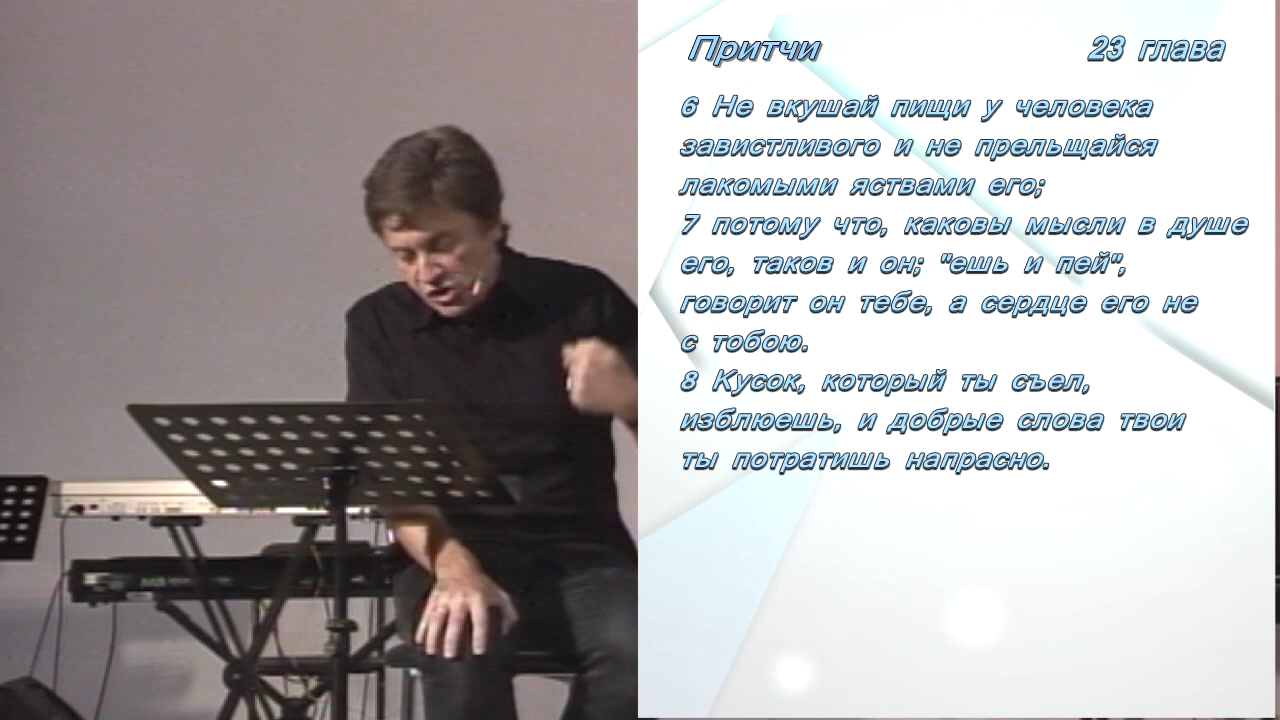 Притчи 23 глава
6 Не вкушай пищи у человека
завистливого и не прельщайся
лакомыми яствами его;
7 потому что, каковы мысли в душе
его, таков и он; "ешь и пей",
говорит он тебе, а сердце его не
с тобою.
8 Кусок, который ты съел,
изблюешь, и добрые слова твои
ты потратишь напрасно.